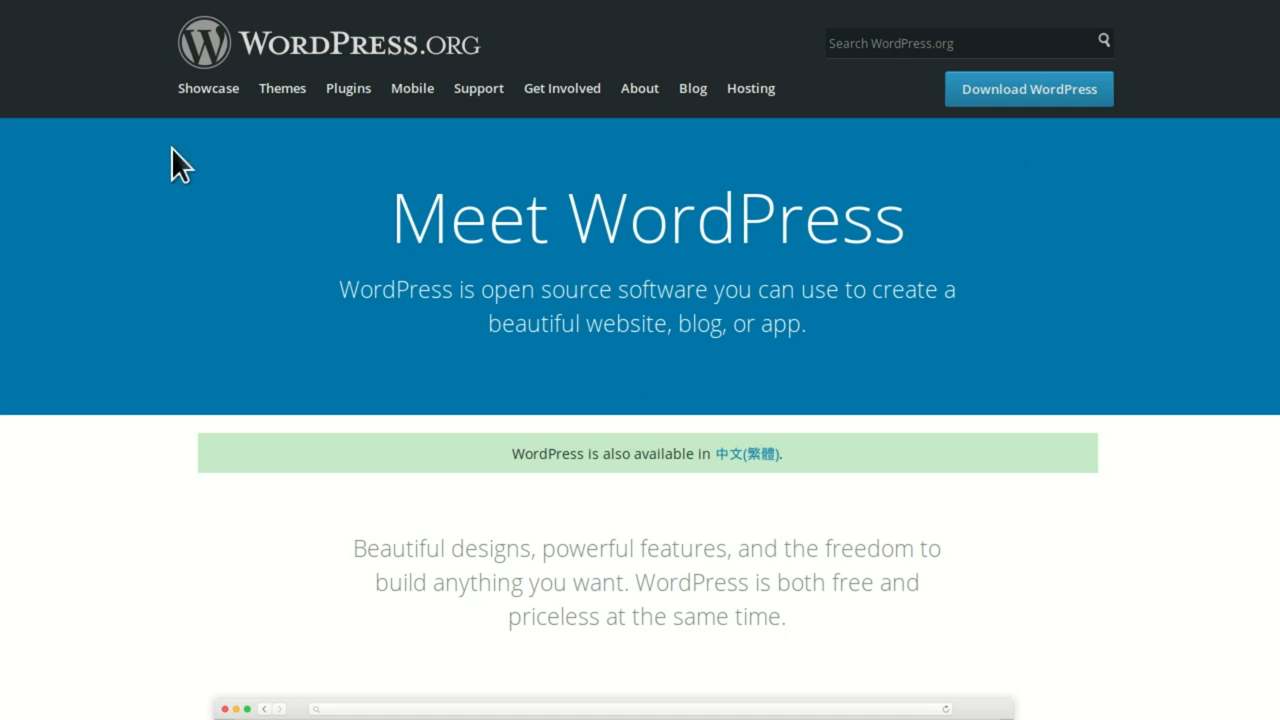 WORDPRESS.ORG
Search WordPress.org
Showcase Themes Plugins Mobile Support Get Involved About Blog Hosting
Download WordPress
Meet WordPress
WordPress is open source software you can use to create a
beautiful website, blog, or app.
WordPress is also available in 中文(繁體).
Beautiful designs, powerful features, and the freedom to
build anything you want. WordPress is both free and
priceless at the same time.